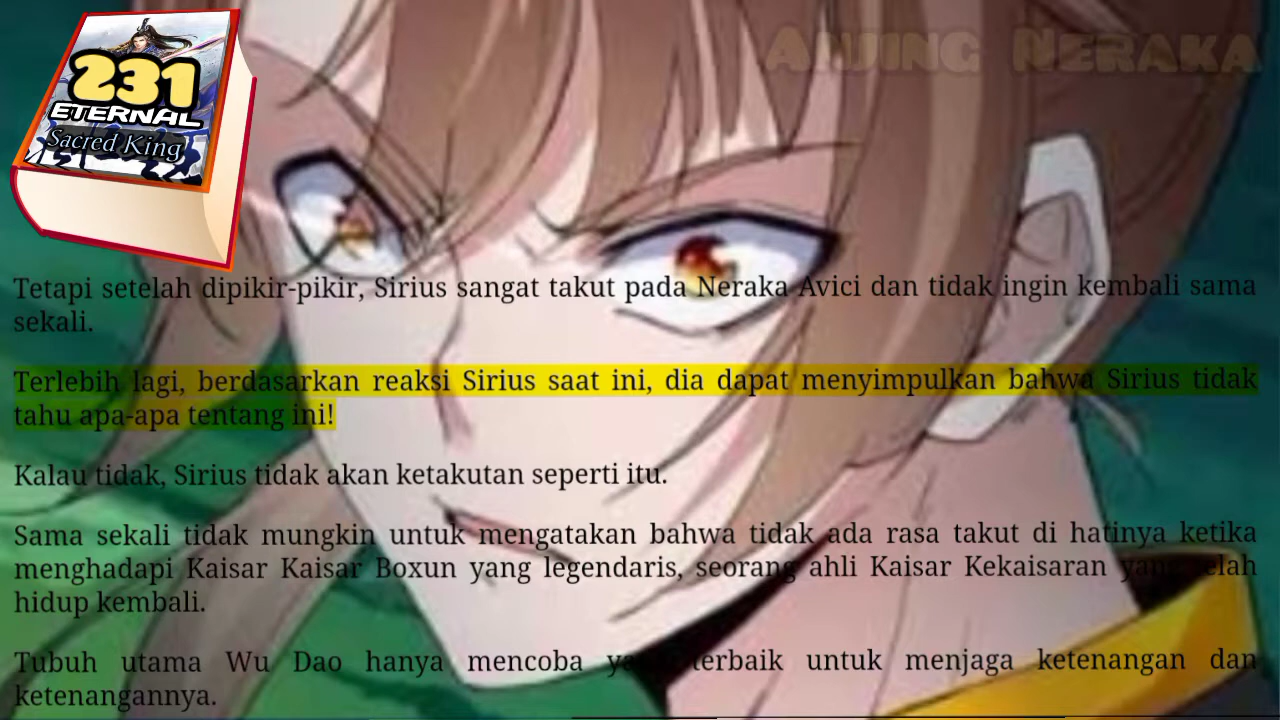 231
ETERNAL
Sacred King
ANJING NERAKA
Tetapi setelah dipikir-pikir, Sirius sangat takut pada Neraka Avici dan tidak ingin kembali sama
sekali.
Terlebih lagi, berdasarkan reaksi Sirius saat ini, dia dapat menyimpulkan bahwa Sirius tidak
tahu apa-apa tentang ini!
Kalau tidak, Sirius tidak akan ketakutan seperti itu.
Sama sekali tidak mungkin untuk mengatakan bahwa tidak ada rasa takut di hatinya ketika
menghadapi Kaisar Kaisar Boxun yang legendaris, seorang ahli Kaisar Kekaisaran yang telah
hidup kembali.
Tubuh utama Wu Dao hanya mencoba yang terbaik untuk menjaga ketenangan dan
ketenangannya.